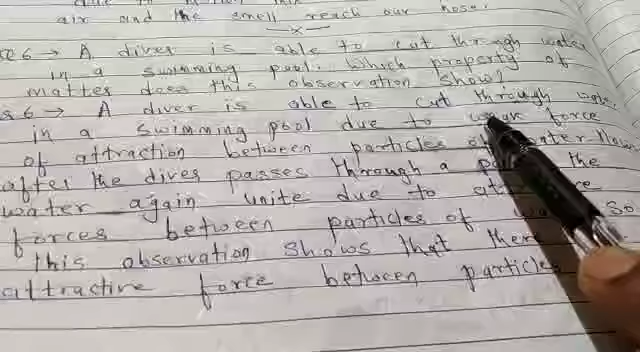 air and the smell reach our nose.
x
6 → A diver is able to cut through water
in a swimming pool. Which property of
matter does this observation show?
s 6 → A diver is able to cut through water
in a swimming pool due to weak force
of attraction between particles of water.
after the diver passes through a the
water again unite due to
forces between particles of so
this observation shows that there
attractive force between particles